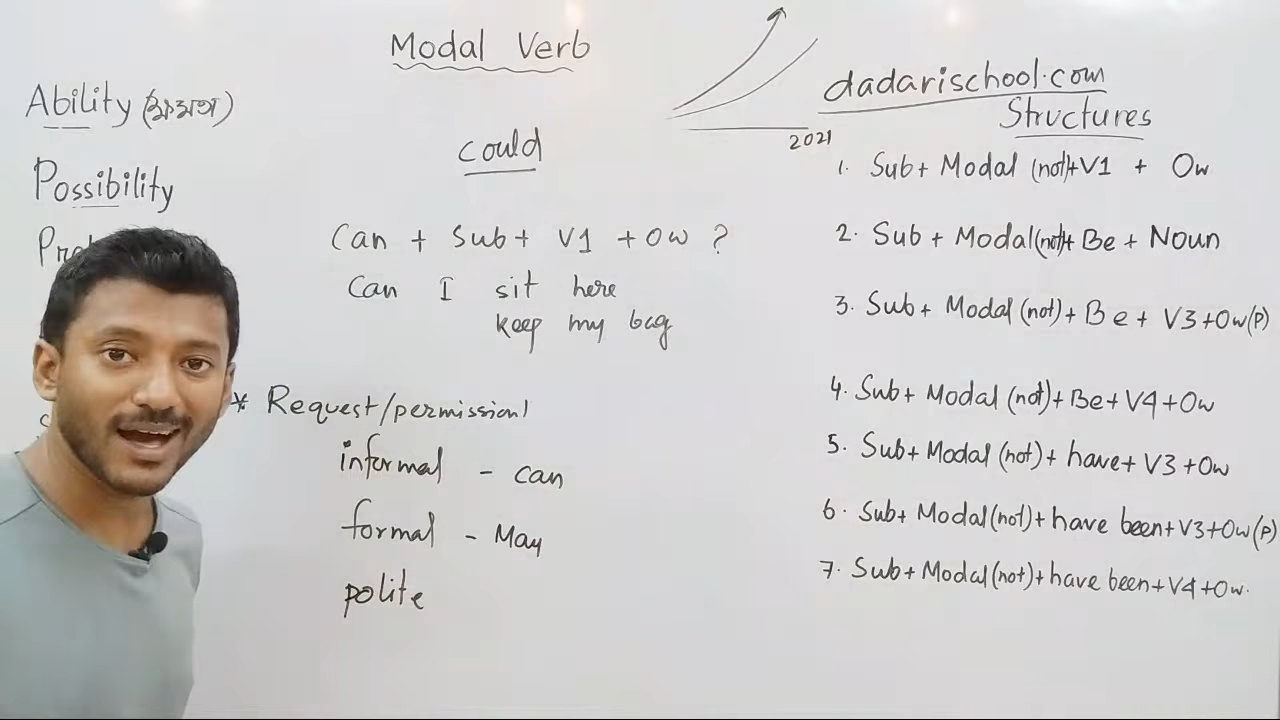 Modal Verb
Ability (ক্ষমতা)
Possibility
could
Can + Sub + V1 + Ow ?
Can I sit here
keep my bag
* Request/permission/
informal - can
formal - May
polite
2021
dadarischool.com
Structures
1. Sub + Modal (not) + V1 + Ow
2. Sub + Modal (not) + Be + Noun
3. Sub + Modal (not) + Be + V3 + Ow (P)
4. Sub + Modal (not) + Be + V4 + Ow
5. Sub + Modal (not) + have + V3 + Ow
6. Sub + Modal (not) + have been + V3 + Ow (P)
7. Sub + Modal (not) + have been + V4 + Ow.